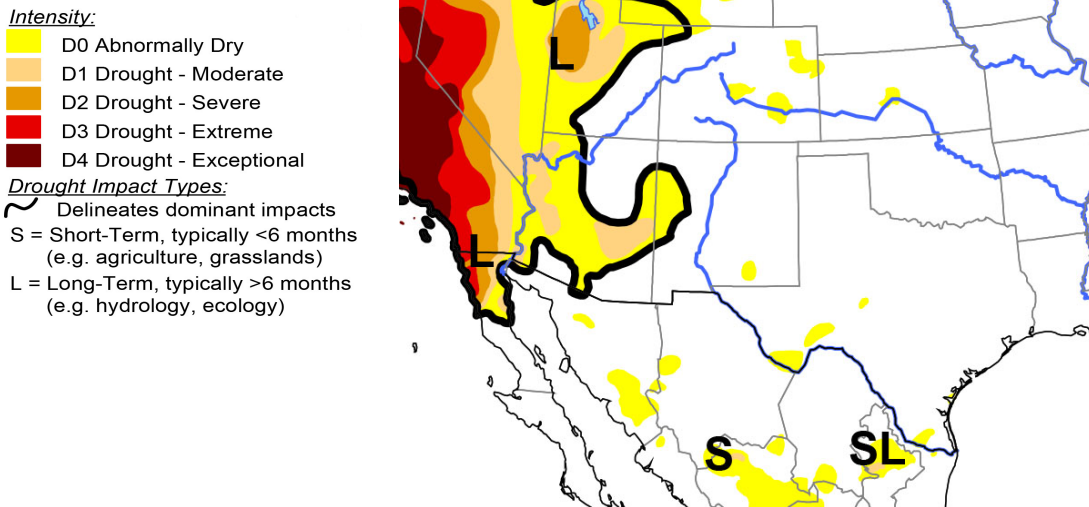 Intensity:
D0 Abnormally Dry
D1 Drought - Moderate
D2 Drought - Severe
D3 Drought - Extreme
D4 Drought - Exceptional
Drought Impact Types:
Delineates dominant impacts
S = Short-Term, typically <6 months
(e.g. agriculture, grasslands)
L = Long-Term, typically >6 months
(e.g. hydrology, ecology)
L
L
S
SL